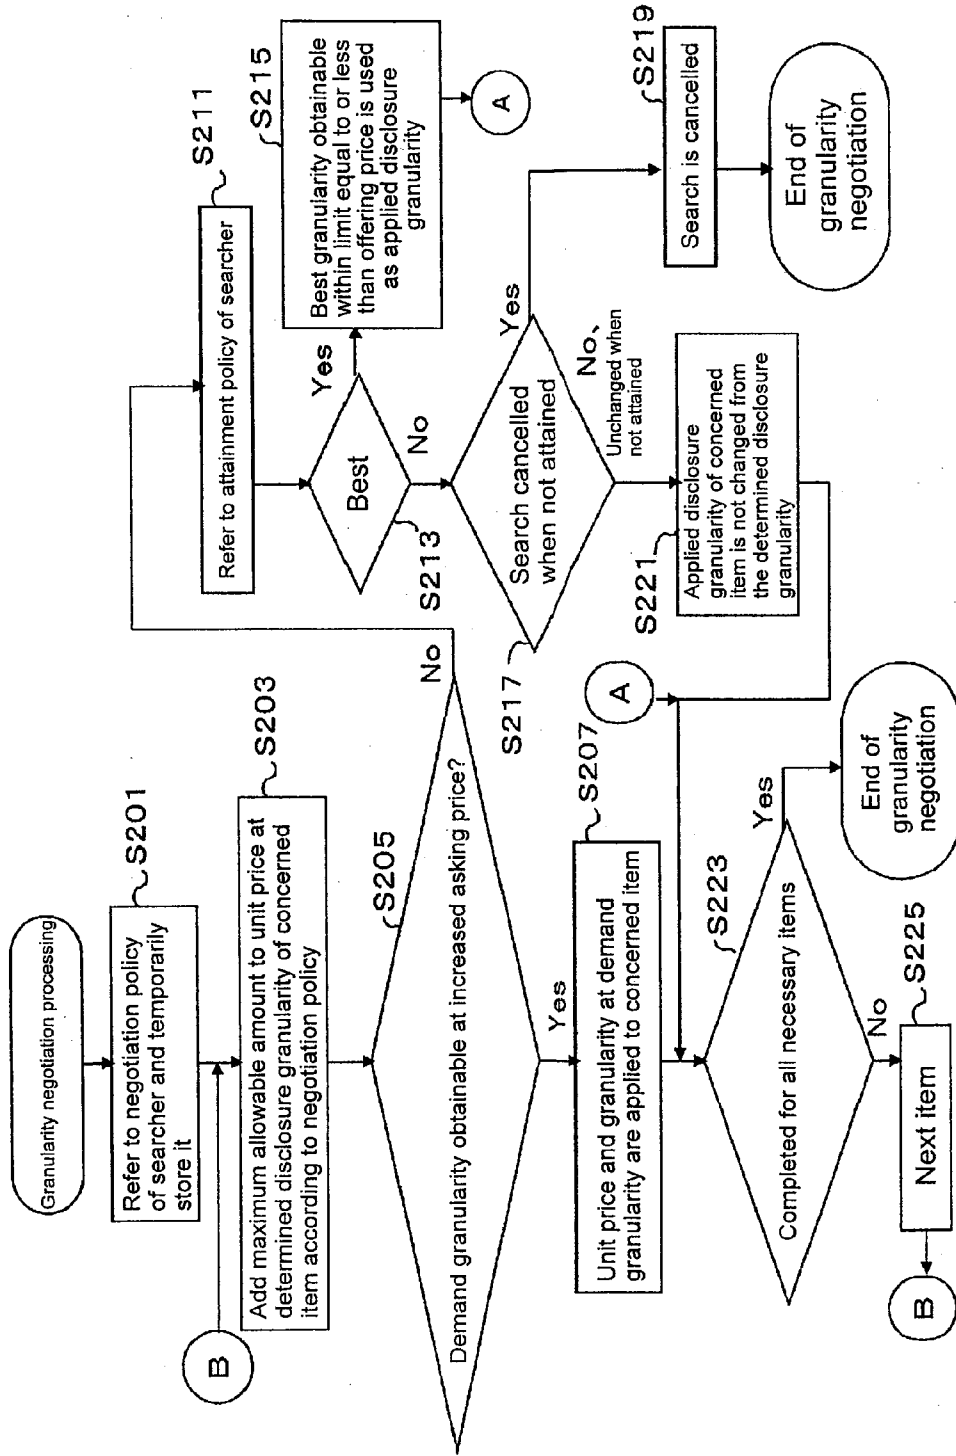 Granularity negotiation processing
S201
Refer to negotiation policy
of searcher and temporarily
store it
B
S203
Add maximum allowable amount to unit price at
determined disclosure granularity of concerned
item according to negotiation policy
S205
Demand granularity obtainable at increased asking price?
No
Yes
S207
Unit price and granularity at demand
granularity are applied to concerned item
A
S223
Completed for all necessary items
Yes
End of
granularity
negotiation
No
S225
Next item
B
S211
Refer to attainment policy of searcher
S213
Best
Yes
No
S215
Best granularity obtainable
within limit equal to or less
than offering price is used
as applied disclosure
granularity
A
S217
Search cancelled
when not attained
Yes
No、
Unchanged when
not attained
S219
Search is cancelled
End of
granularity
negotiation
S221
Applied disclosure
granularity of concerned
item is not changed from
the determined disclosure
granularity